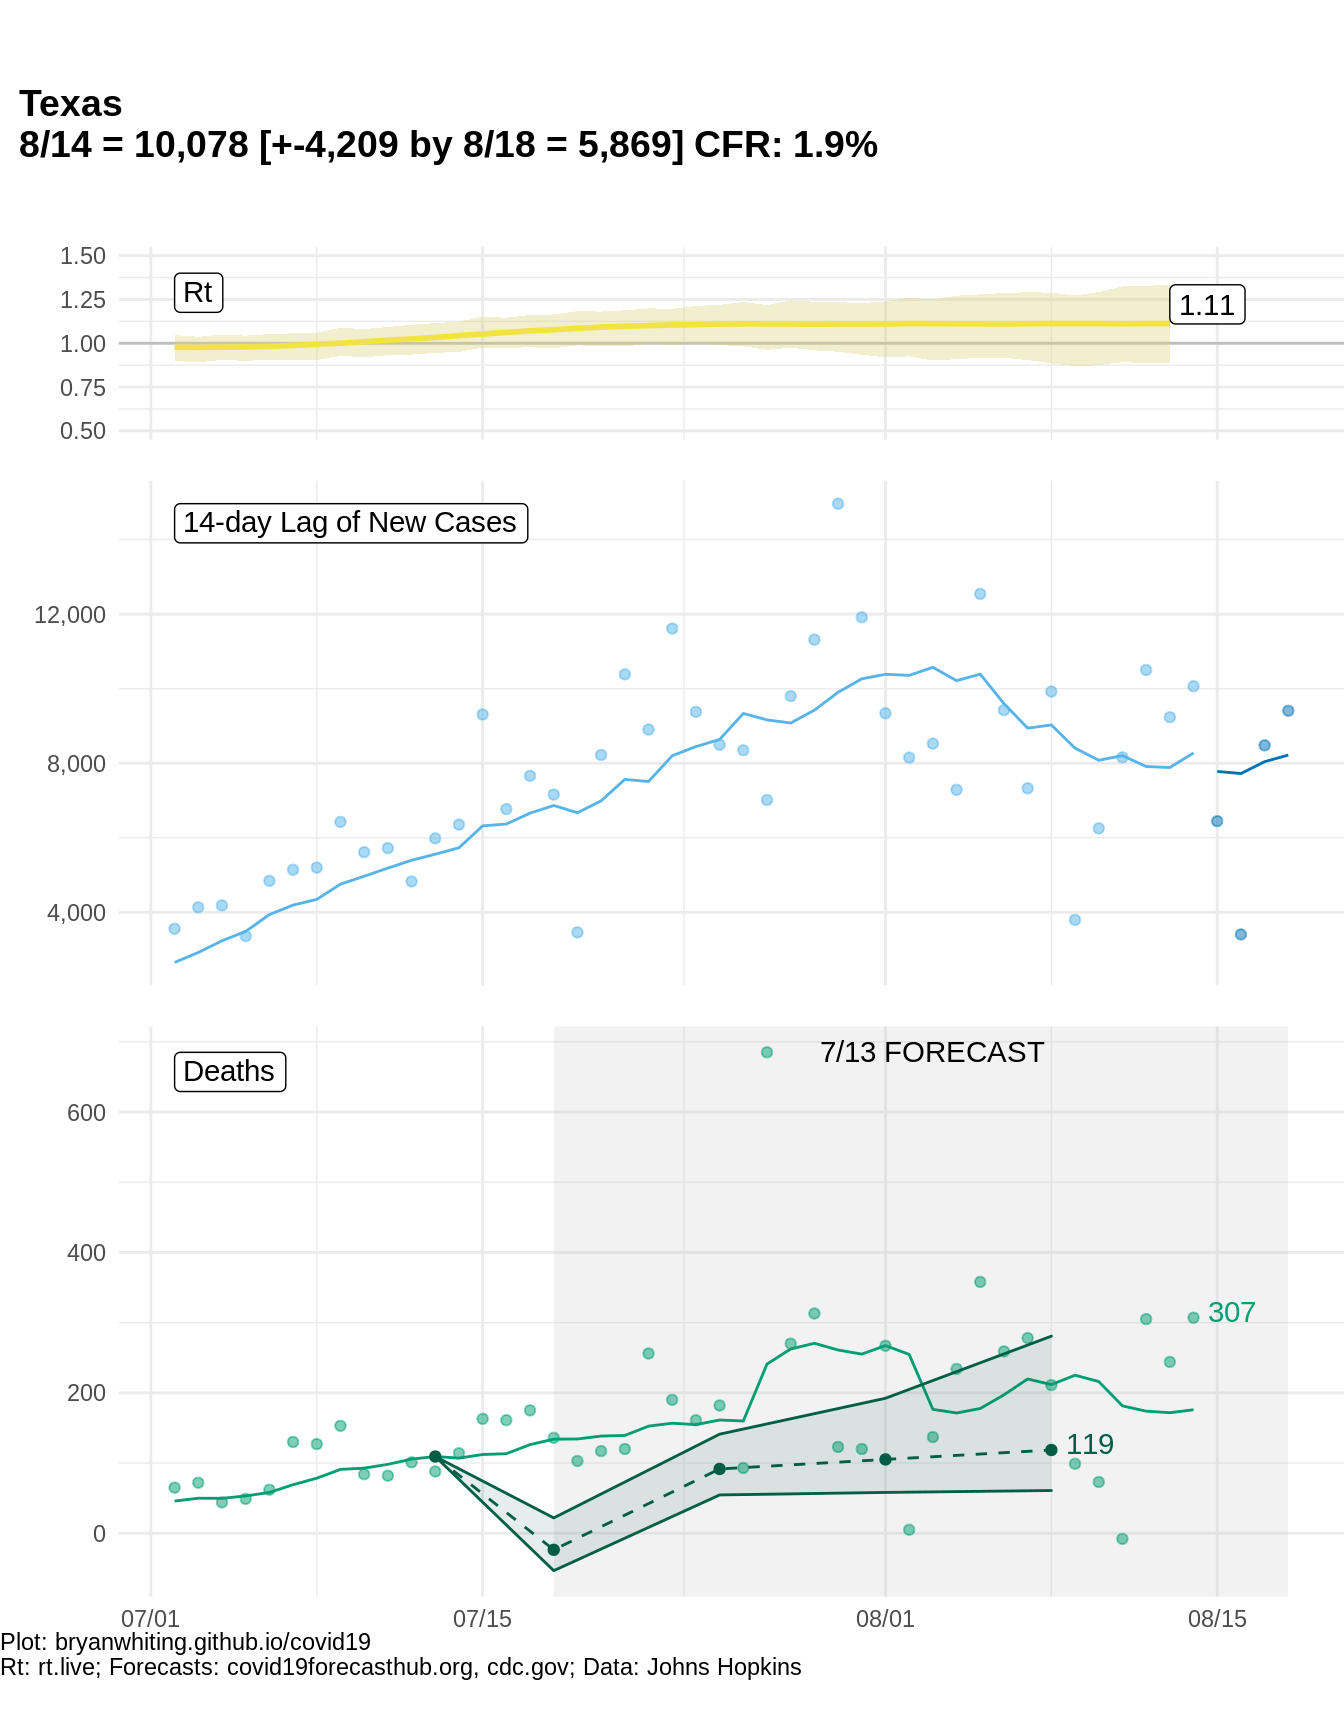 Texas
8/14 = 10,078 [+-4,209 by 8/18 = 5,869] CFR: 1.9%
1.50
1.25
1.00
0.75
0.50
Rt
1.11
14-day Lag of New Cases
12,000
8,000
4,000
Deaths
7/13 FORECAST
600
400
200
0
307
119
07/01
07/15
08/01
08/15
Plot: bryanwhiting.github.io/covid19
Rt: rt.live; Forecasts: covid19forecasthub.org, cdc.gov; Data: Johns Hopkins